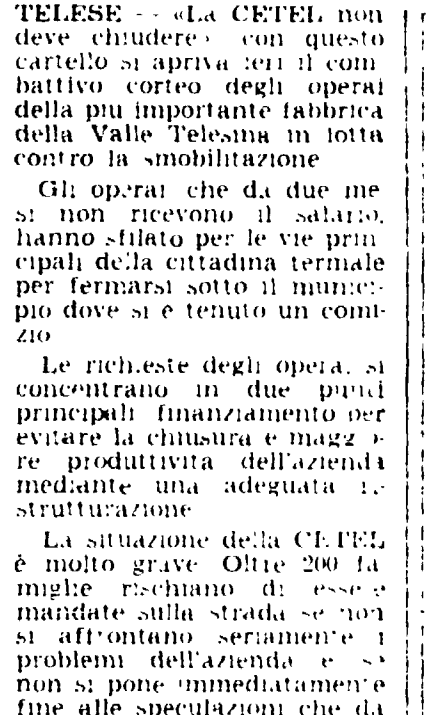 TELESE -- «La CETEL non
deve chiudere» con questo
cartello si apriva ieri il com
battivo corteo degli operai
della più importante fabbrica
della Valle Telesina in lotta
contro la smobilitazione
Gli operai che da due me
si non ricevono il salario,
hanno sfilato per le vie prin
cipali della cittadina termale
per fermarsi sotto il munici-
pio dove si è tenuto un comi-
zio
Le richieste degli operai si
concentrano in due punti
principali finanziamento per
evitare la chiusura e maggio-
re produttività dell'azienda
mediante una adeguata ri-
strutturazione
La situazione della CETEL
è molto grave Oltre 200 fa
miglie rischiano di essere
mandate sulla strada se non
si affrontano seriamente i
problemi dell'azienda e se
non si pone immediatamente
fine alle speculazioni che da